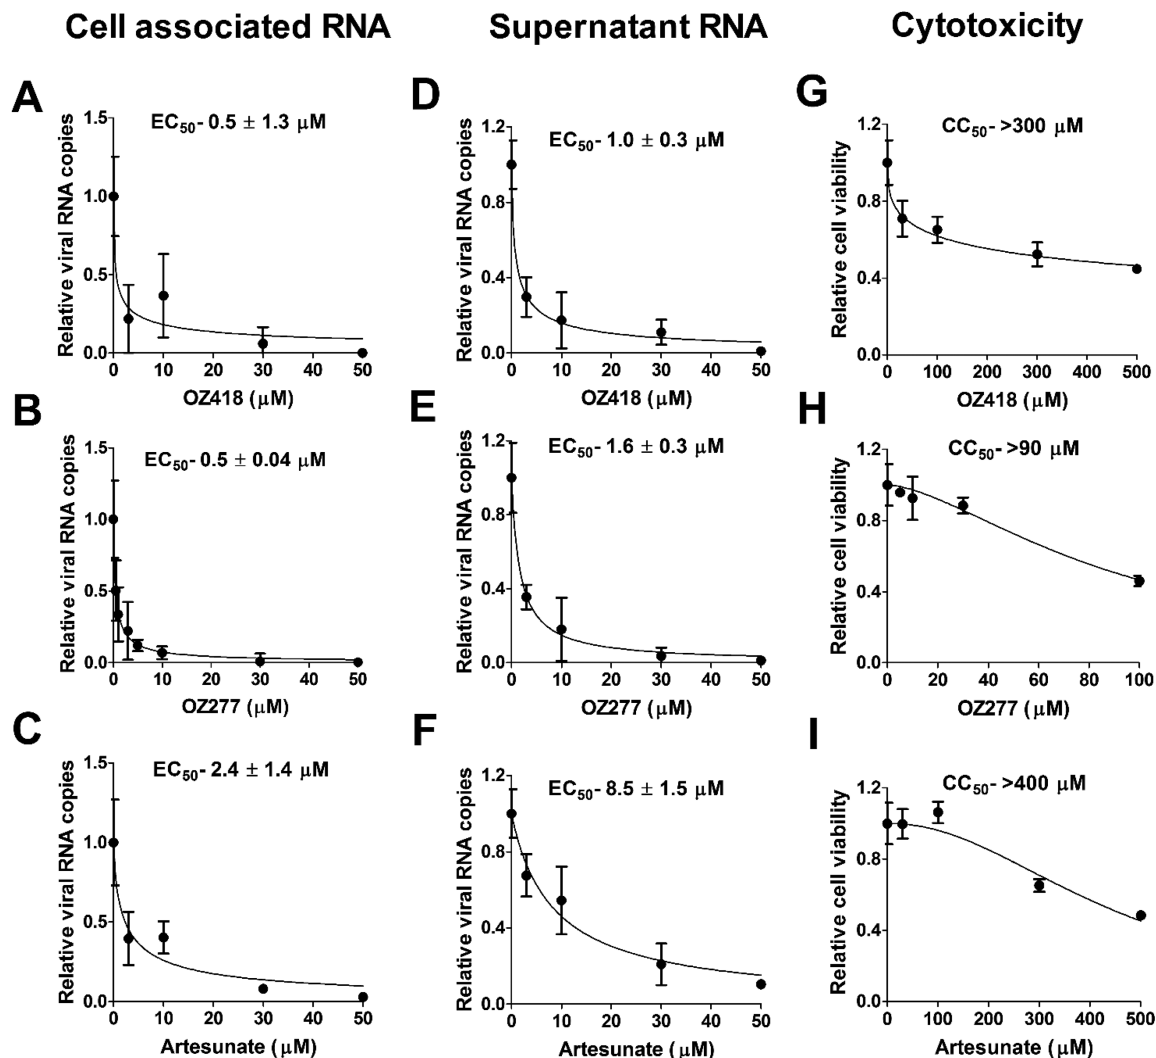 Cell associated RNA
Supernatant RNA
Cytotoxicity
A
EC50- 0.5 ± 1.3 µM
Relative viral RNA copies
1.5
1.0
0.5
0.0
0 10 20 30 40 50
OZ418 (µM)
D
EC50- 1.0 ± 0.3 µM
Relative viral RNA copies
1.2
0.8
0.4
0.0
0 10 20 30 40 50
OZ418 (µM)
G
CC50- >300 µM
Relative cell viability
1.2
0.8
0.4
0.0
0 100 200 300 400 500
OZ418 (µM)
B
EC50- 0.5 ± 0.04 µM
Relative viral RNA copies
1.5
1.0
0.5
0.0
0 10 20 30 40 50
OZ277 (µM)
E
EC50- 1.6 ± 0.3 µM
Relative viral RNA copies
1.2
0.8
0.4
0.0
0 10 20 30 40 50
OZ277 (µM)
H
CC50- >90 µM
Relative cell viability
1.2
0.8
0.4
0.0
0 20 40 60 80 100
OZ277 (µM)
C
EC50- 2.4 ± 1.4 µM
Relative viral RNA copies
1.5
1.0
0.5
0.0
0 10 20 30 40 50
Artesunate (µM)
F
EC50- 8.5 ± 1.5 µM
Relative viral RNA copies
1.2
0.8
0.4
0.0
0 10 20 30 40 50
Artesunate (µM)
I
CC50- >400 µM
Relative cell viability
1.2
0.8
0.4
0.0
0 100 200 300 400 500
Artesunate (µM)